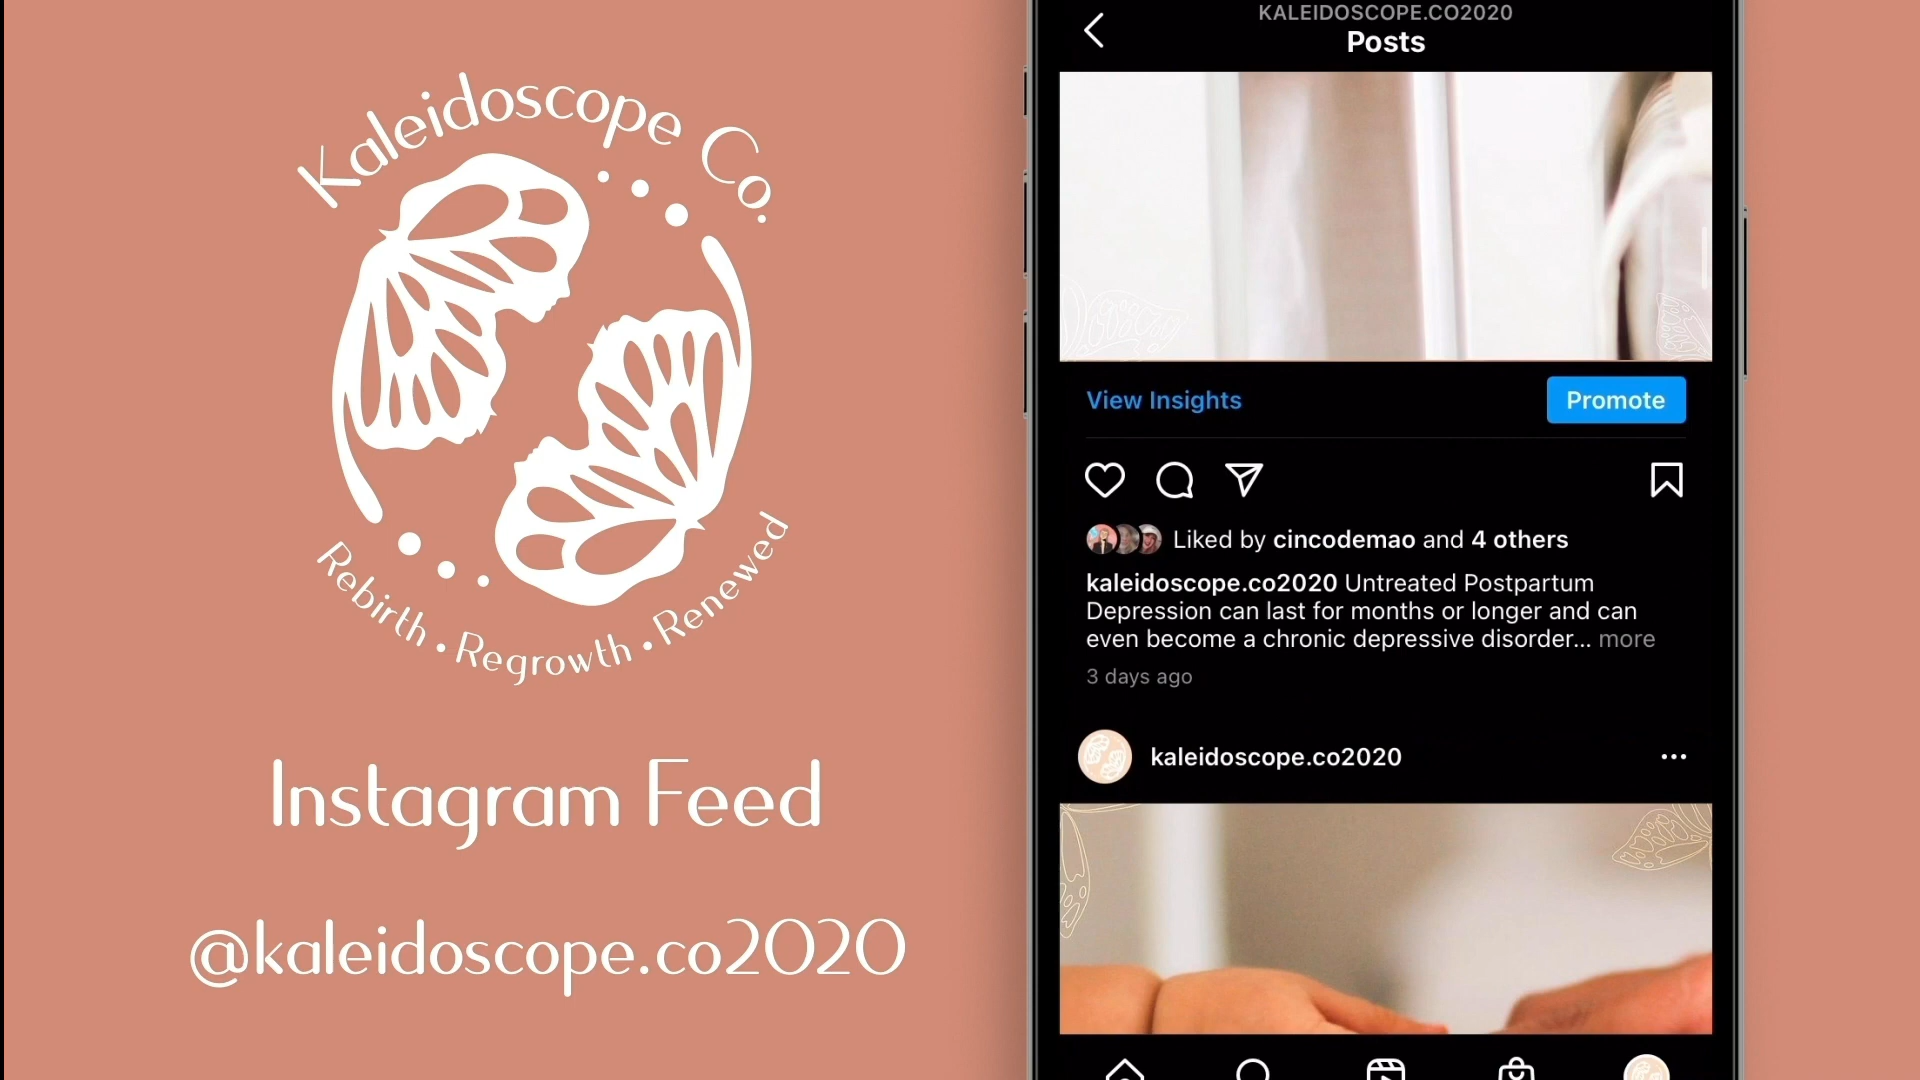 Kaleidoscope Co.
Rebirth • Regrowth • Renewed
Instagram Feed
@kaleidoscope.co2020
KALEIDOSCOPE.CO2020
Posts
View Insights
Promote
Liked by cincodemao and 4 others
kaleidoscope.co2020 Untreated Postpartum
Depression can last for months or longer and can
even become a chronic depressive disorder... more
3 days ago
kaleidoscope.co2020